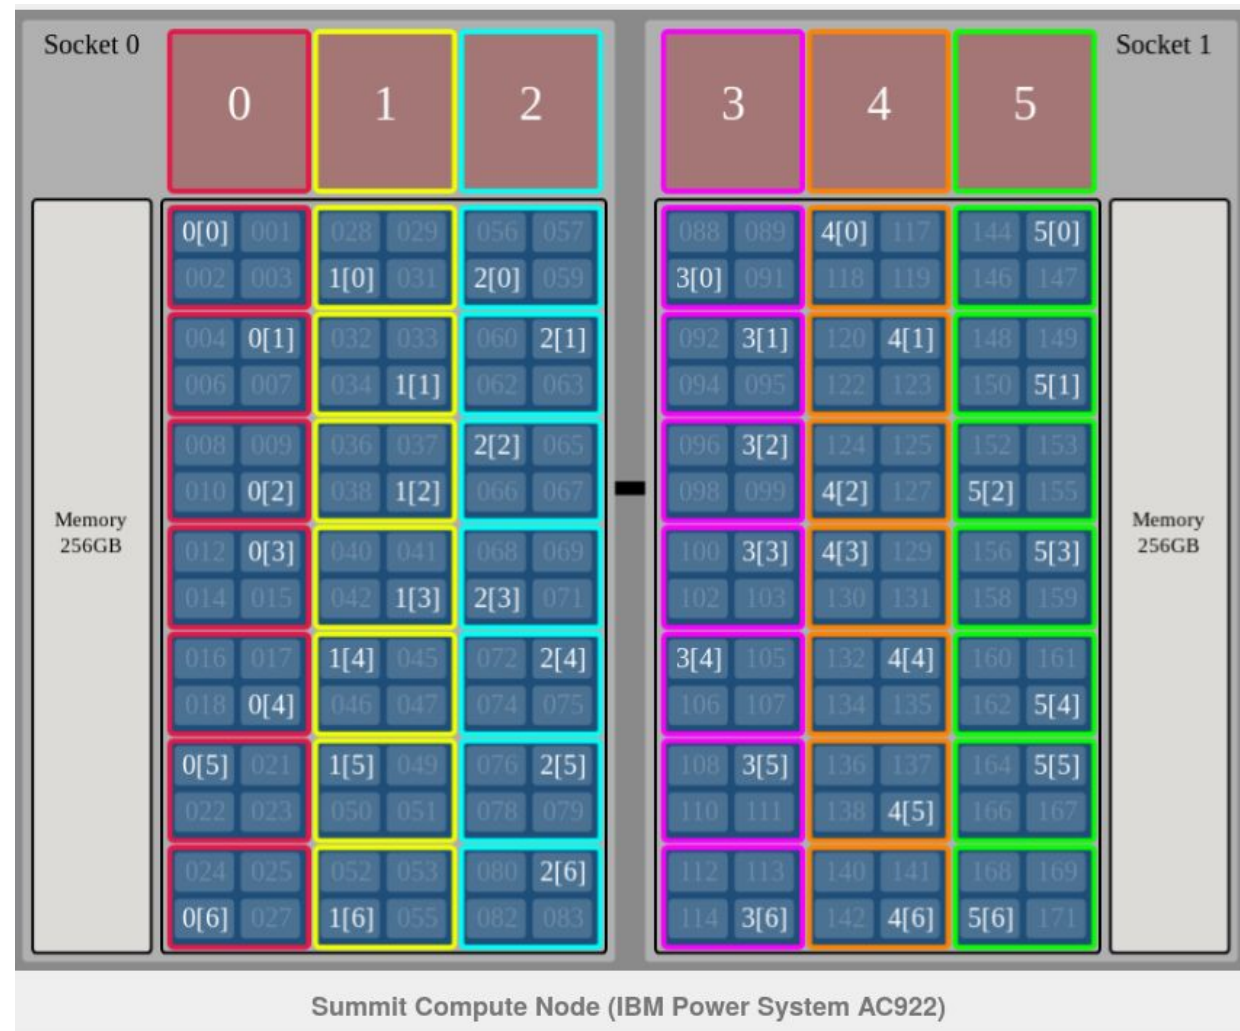 Socket 0
0 1 2
3 4 5
Socket 1
0[0] 001 028 029 056 057
002 003 1[0] 031 2[0] 059
004 0[1] 032 033 060 2[1]
006 007 034 1[1] 062 063
008 009 036 037 2[2] 065
010 0[2] 038 1[2] 066 067
012 0[3] 040 041 068 069
014 015 042 1[3] 2[3] 071
016 017 1[4] 045 072 2[4]
018 0[4] 046 047 074 075
0[5] 021 1[5] 049 076 2[5]
022 023 050 051 078 079
024 025 052 053 080 2[6]
0[6] 027 1[6] 055 082 083
Memory
256GB
088 089 4[0] 117 144 5[0]
3[0] 091 118 119 146 147
092 3[1] 120 4[1] 148 149
094 095 122 123 150 5[1]
096 3[2] 124 125 152 153
098 099 4[2] 127 5[2] 155
100 3[3] 4[3] 129 156 5[3]
102 103 130 131 158 159
3[4] 105 132 4[4] 160 161
106 107 134 135 162 5[4]
108 3[5] 136 137 164 5[5]
110 111 138 4[5] 166 167
112 113 140 141 168 169
114 3[6] 142 4[6] 5[6] 171
Memory
256GB
Summit Compute Node (IBM Power System AC922)